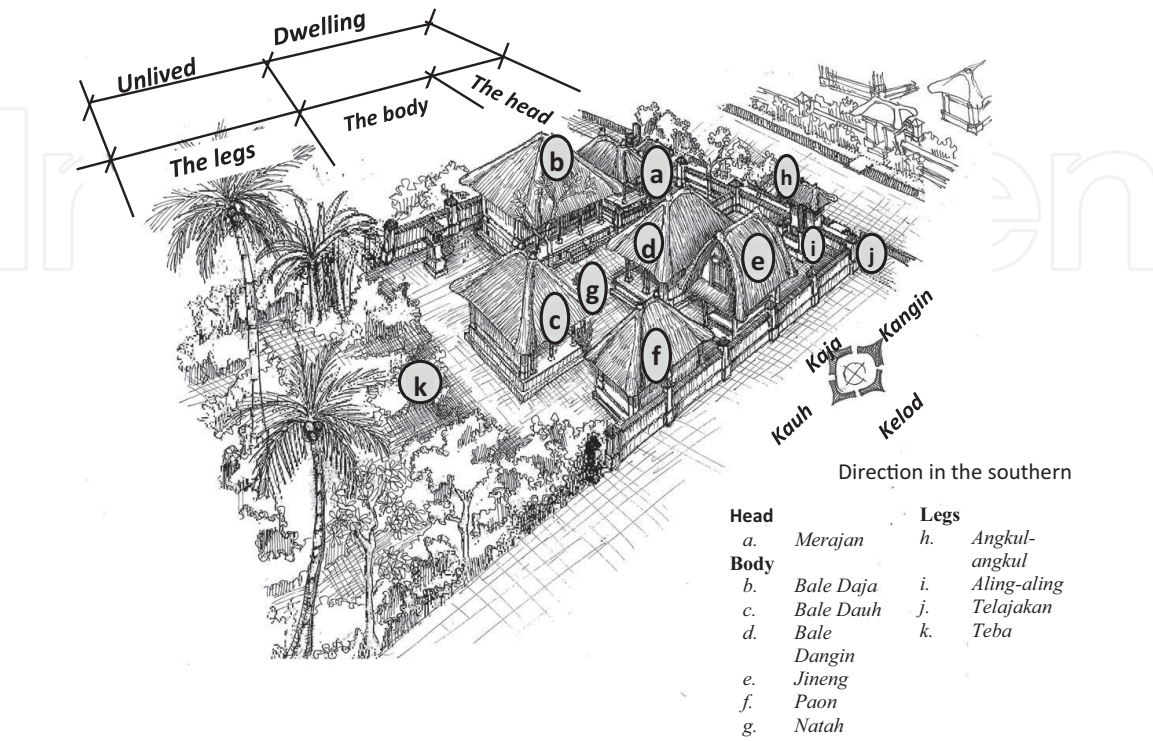 Dwelling
Unlived
The head
The body
The legs
b
a
h
d
e
i
j
g
c
f
k
Kangin
Kaja
Kauh
Kelod
Direction in the southern
Head
a. Merajan
Body
b. Bale Daja
c. Bale Dauh
d. Bale
Dangin
e. Jineng
f. Paon
g. Natah
Legs
h. Angkul-
angkul
i. Aling-aling
j. Telajakan
k. Teba